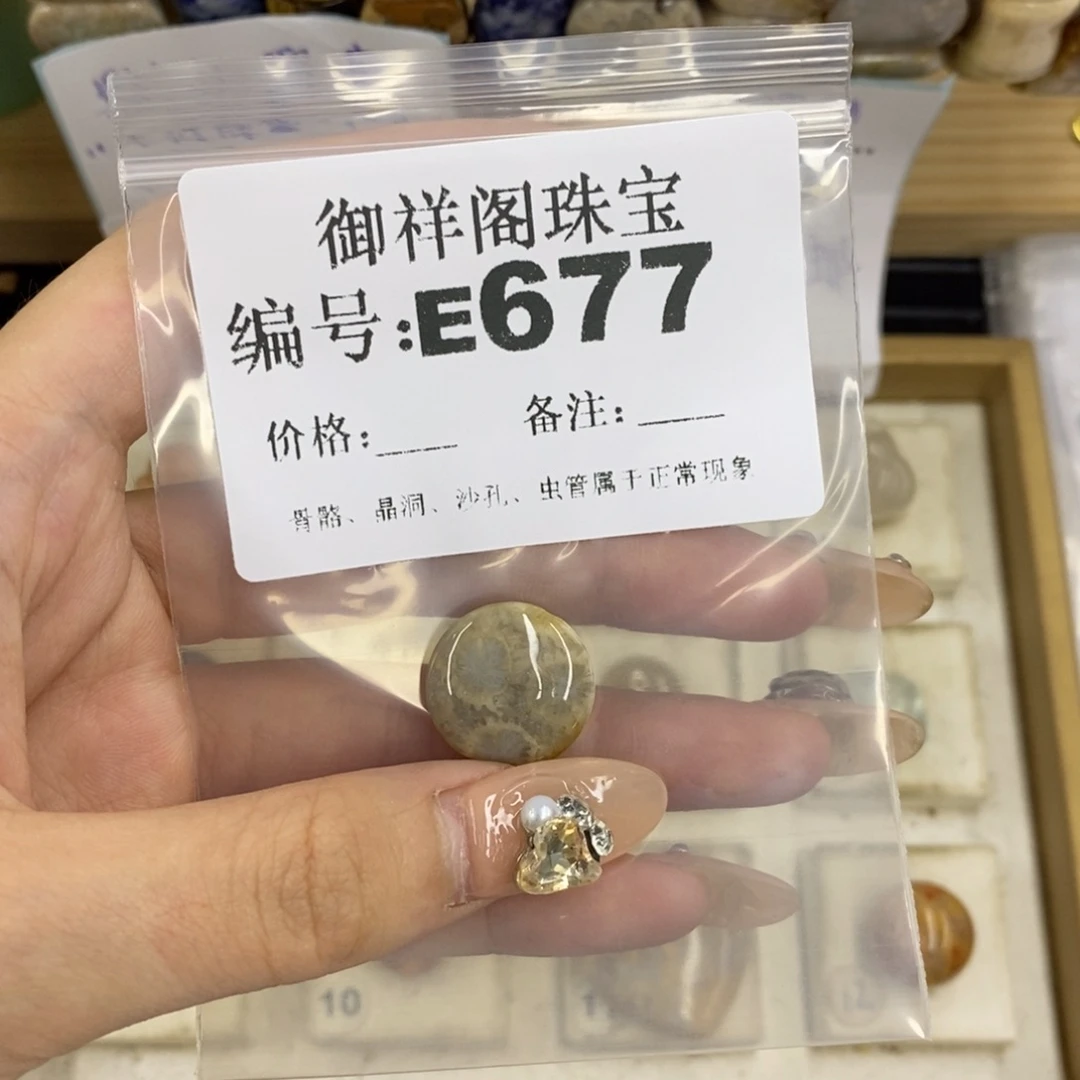 御祥阁珠宝
编号:E677
价格:____ 备注:____
骨骼、晶洞、沙孔、虫管属于正常现象
10
12